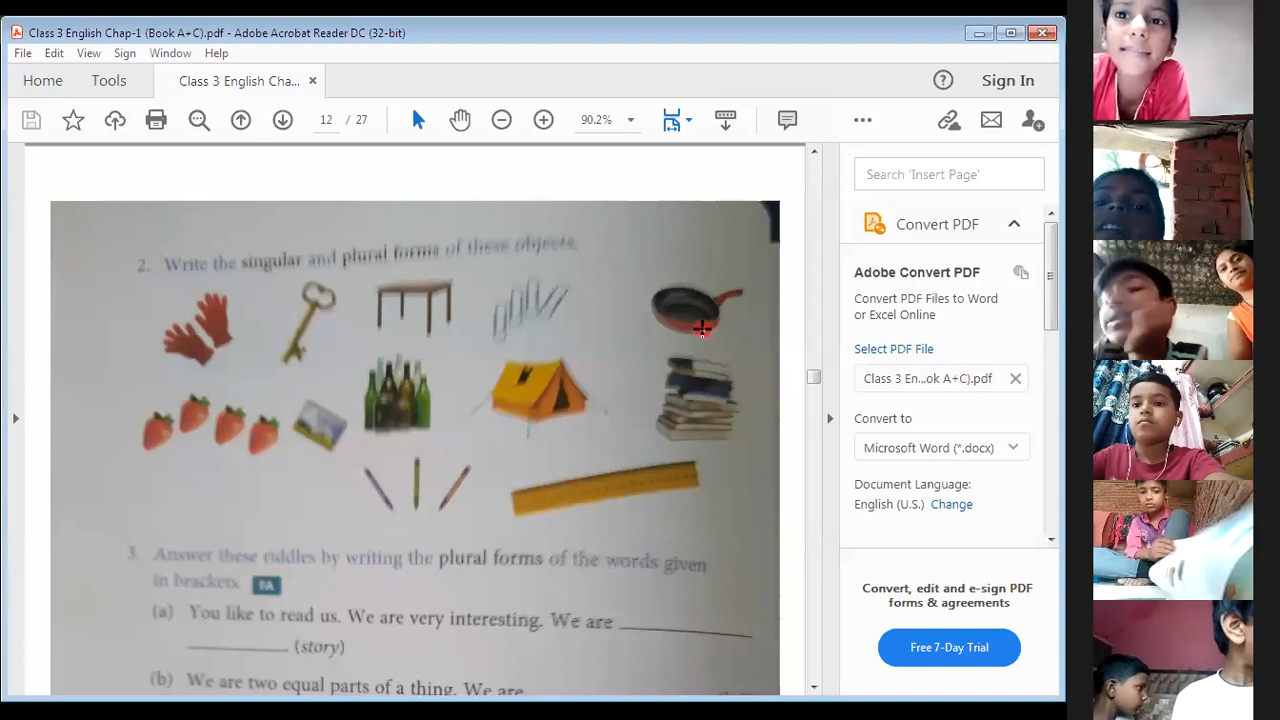 Class 3 English Chap-1 (Book A+C).pdf - Adobe Acrobat Reader DC (32-bit)
File Edit View Sign Window Help
Home Tools Class 3 English Cha... ×
Sign In
12 / 27
90.2%
Search 'Insert Page'
Convert PDF
Adobe Convert PDF
Convert PDF Files to Word
or Excel Online
Select PDF File
Class 3 En...ok A+C).pdf
Convert to
Microsoft Word (*.docx)
Document Language:
English (U.S.) Change
Convert, edit and e-sign PDF
forms & agreements
Free 7-Day Trial
2. Write the singular and plural forms of these objects.
3. Answer these riddles by writing the plural forms of the words given
in brackets. FA
(a) You like to read us. We are very interesting. We are ____________
__________ (story)
(b) We are two equal parts of a thing. We are